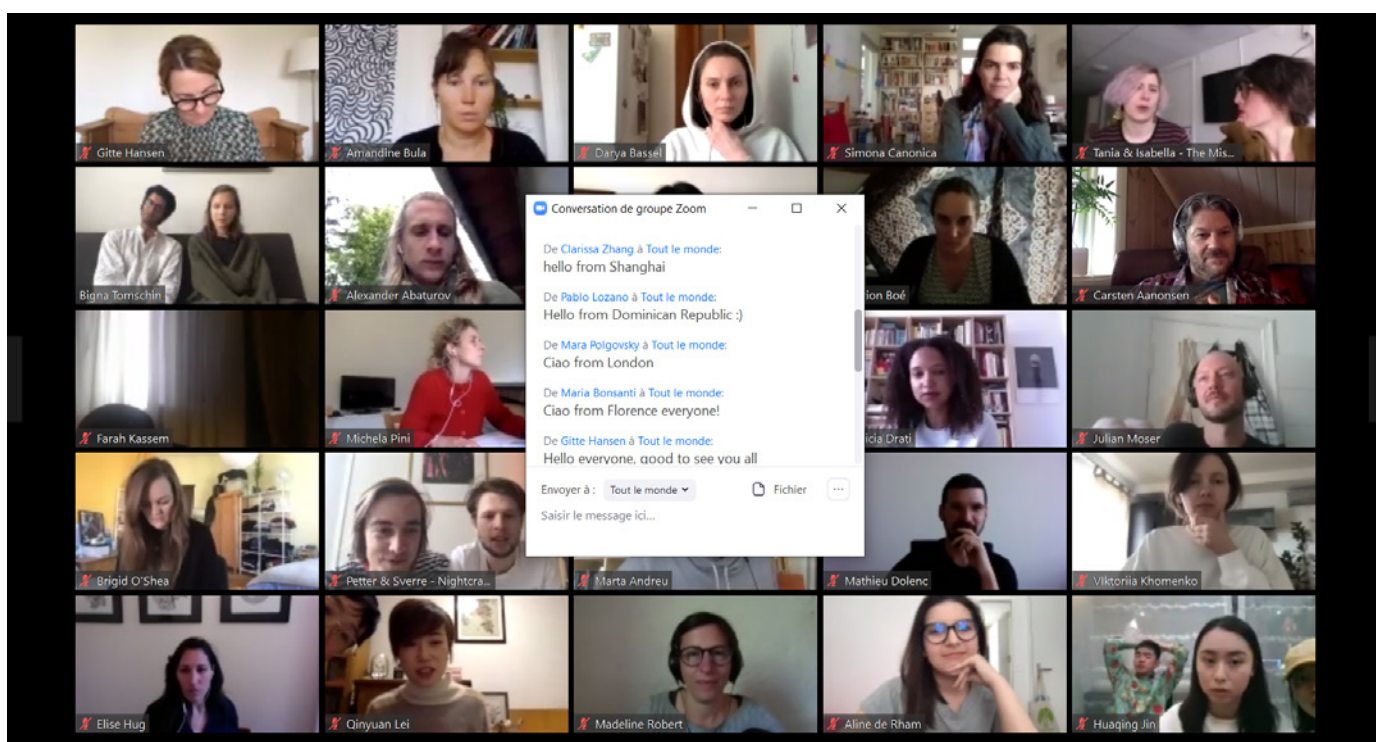 Gitte Hansen
Amandine Bula
Darya Bassel
Simona Canonica
Tania & Isabella - The Mis...
Bigna Tomschin
Alexander Abaturov
ion Boé
Carsten Aanonsen
Conversation de groupe Zoom
De Clarissa Zhang à Tout le monde:
hello from Shanghai
De Pablo Lozano à Tout le monde:
Hello from Dominican Republic :)
De Mara Polgovsky à Tout le monde:
Ciao from London
De Maria Bonsanti à Tout le monde:
Ciao from Florence everyone!
De Gitte Hansen à Tout le monde:
Hello everyone, good to see you all
Envoyer à : Tout le monde
Fichier
...
Saisir le message ici...
Farah Kassem
Michela Pini
icia Drati
Julian Moser
Brigid O'Shea
Petter & Sverre - Nightcra...
Marta Andreu
Mathieu Dolenc
VIktoriia Khomenko
Elise Hug
Qinyuan Lei
Madeline Robert
Aline de Rham
Huaqing Jin